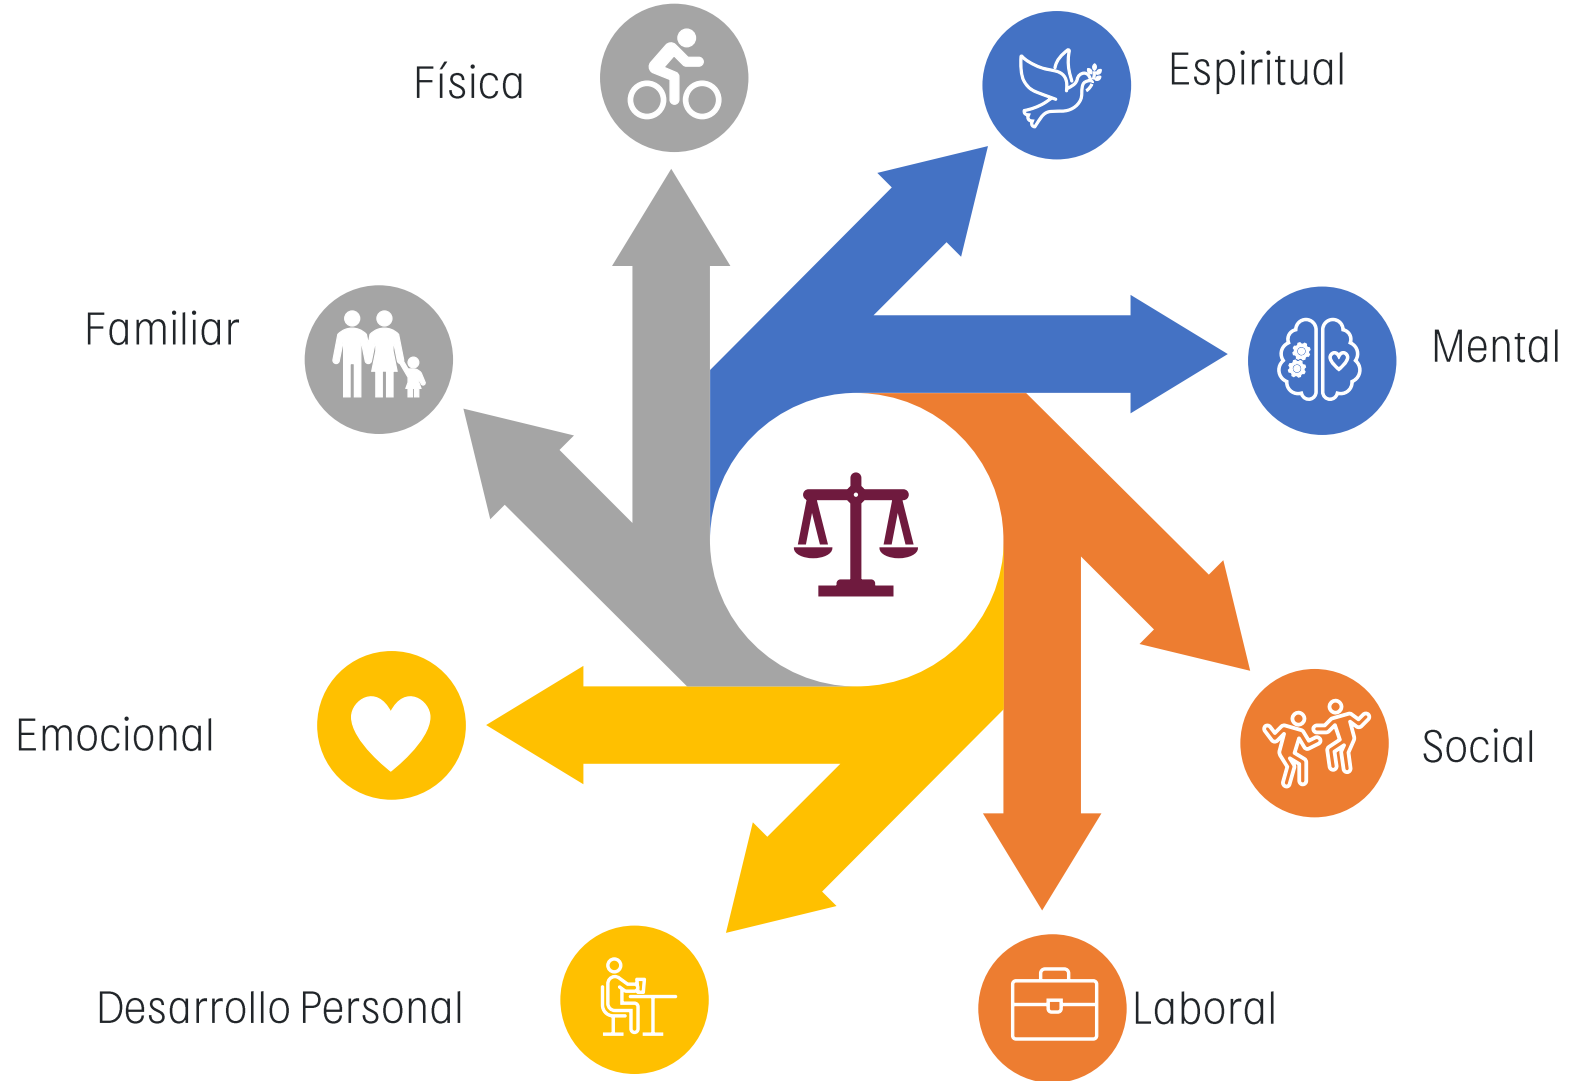 Física
Espiritual
Familiar
Mental
Emocional
Social
Desarrollo Personal
Laboral